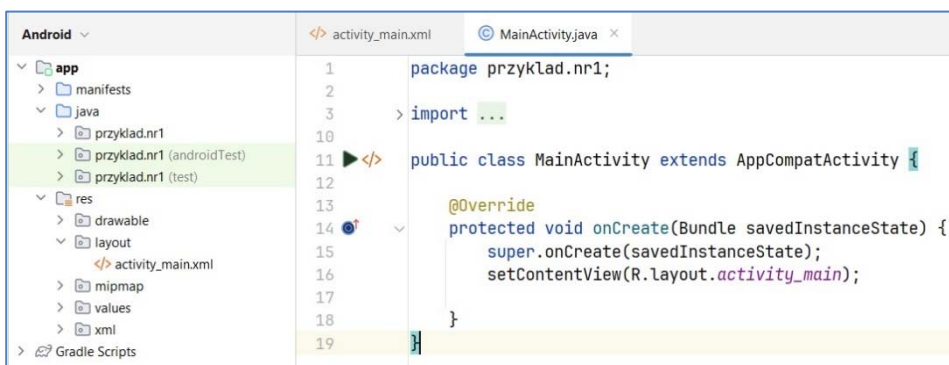 Android
app
manifests
java
przyklad.nr1
przyklad.nr1 (androidTest)
przyklad.nr1 (test)
res
drawable
layout
</> activity_main.xml
mipmap
values
xml
Gradle Scripts
</> activity_main.xml
© MainActivity.java ×
1 package przyklad.nr1;
2
3 > import ...
10
11 </> public class MainActivity extends AppCompatActivity {
12
13 @Override
14 protected void onCreate(Bundle savedInstanceState) {
15 super.onCreate(savedInstanceState);
16 setContentView(R.layout.activity_main);
17
18 }
19 }